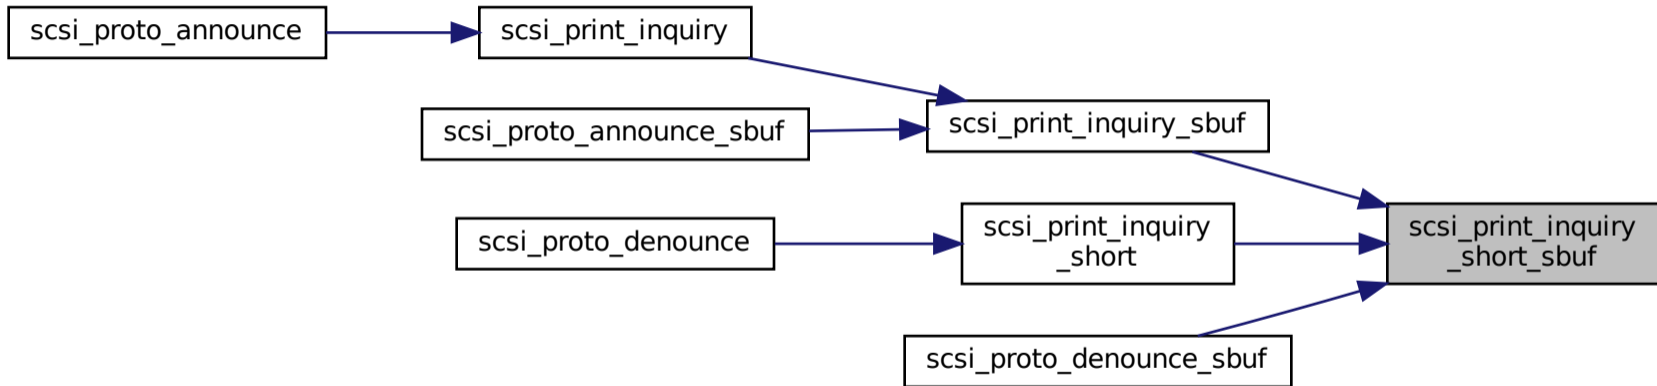 scsi_proto_announce
scsi_print_inquiry
scsi_proto_announce_sbuf
scsi_print_inquiry_sbuf
scsi_proto_denounce
scsi_print_inquiry
_short
scsi_print_inquiry
_short_sbuf
scsi_proto_denounce_sbuf